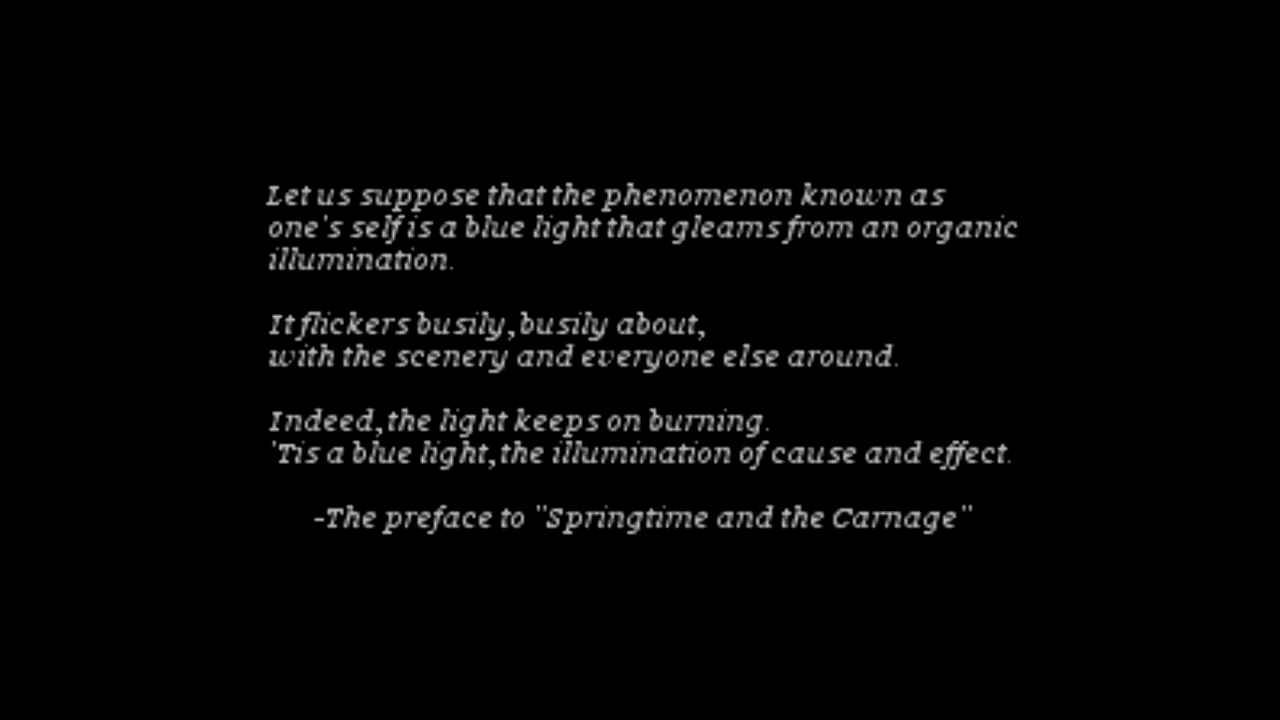 Let us suppose that the phenomenon known as
one's self is a blue light that gleams from an organic
illumination.
It flickers busily, busily about,
with the scenery and everyone else around.
Indeed, the light keeps on burning.
'Tis a blue light, the illumination of cause and effect.
-The preface to "Springtime and the Carnage"